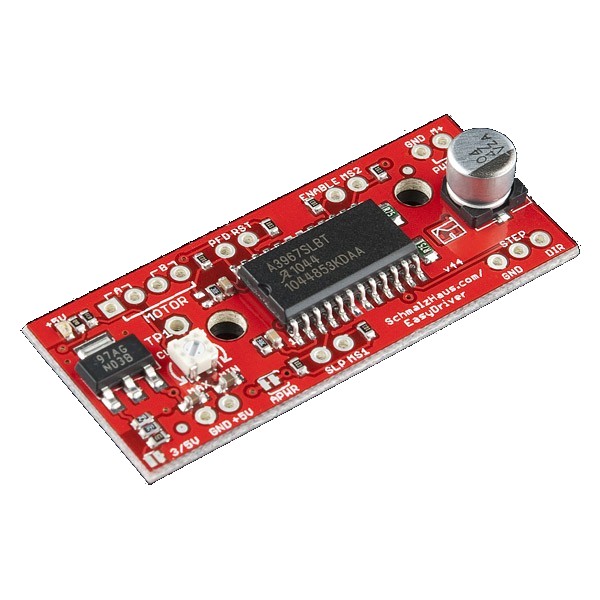 GND M+
ENABLE MS2
PFD RST
A
B
MOTOR
+5V
TP1
A3967SLBT
1044
1044853KDAA
97AG
N03B
STEP
DIR
GND
v44
SchmalzHaus.com/
EasyDriver
SLP MS1
MAX
APWR
GND +5V
3/5V